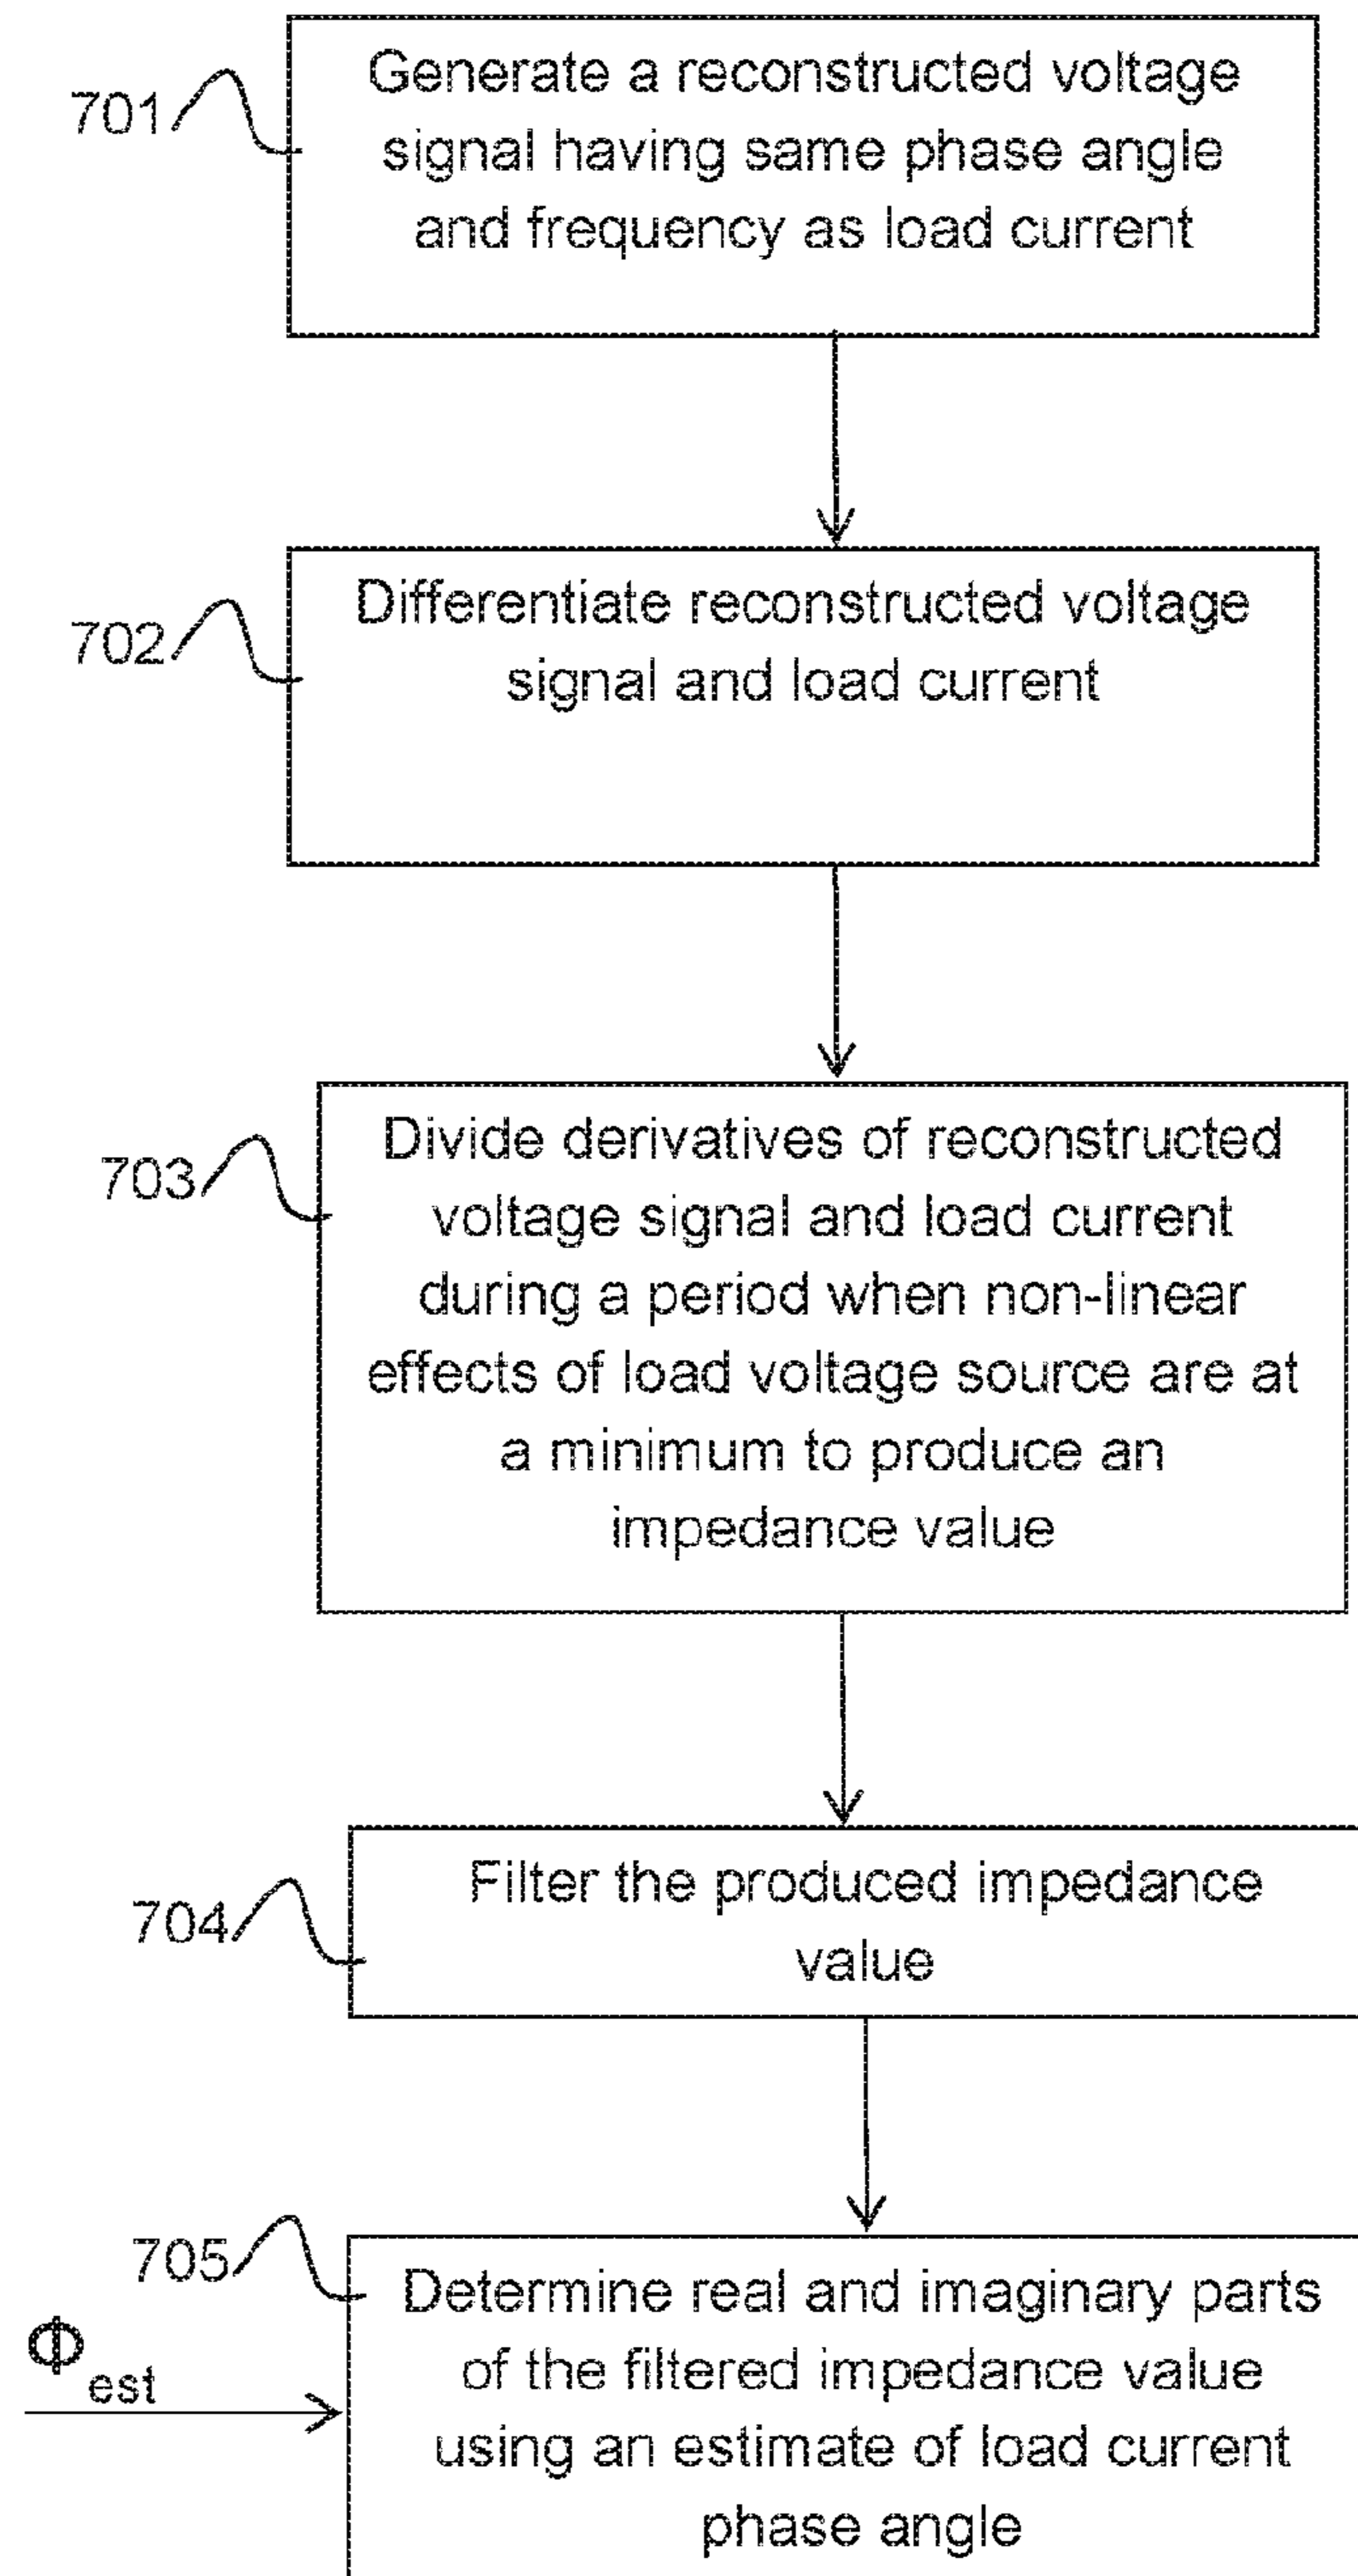 701
Generate a reconstructed voltage
signal having same phase angle
and frequency as load current
702
Differentiate reconstructed voltage
signal and load current
703
Divide derivatives of reconstructed
voltage signal and load current
during a period when non-linear
effects of load voltage source are at
a minimum to produce an
impedance value
704
Filter the produced impedance
value
705
Φest
Determine real and imaginary parts
of the filtered impedance value
using an estimate of load current
phase angle